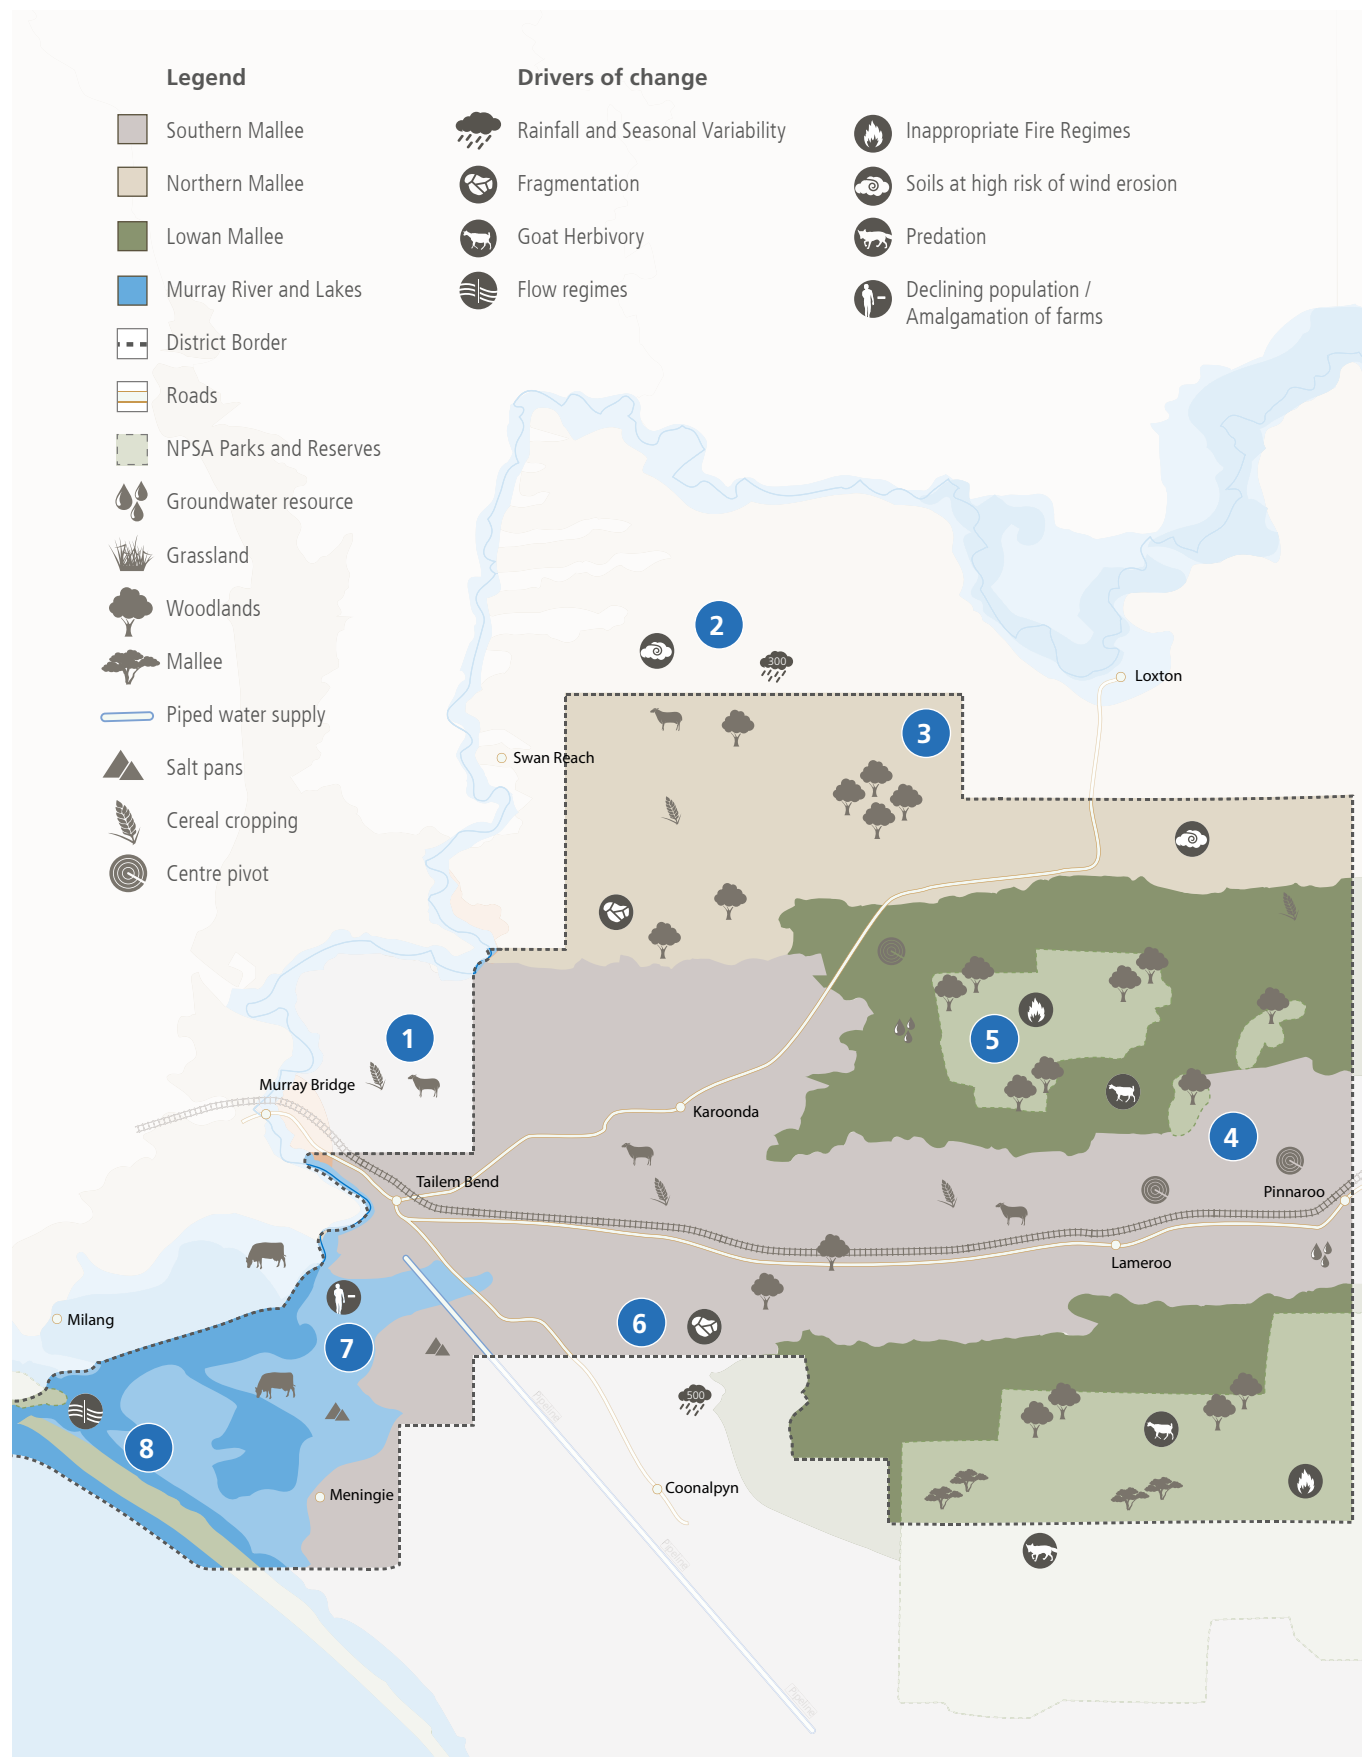 Legend
Southern Mallee
Northern Mallee
Lowan Mallee
Murray River and Lakes
District Border
Roads
NPSA Parks and Reserves
Groundwater resource
Grassland
Woodlands
Mallee
Piped water supply
Salt pans
Cereal cropping
Centre pivot
Drivers of change
Rainfall and Seasonal Variability
Fragmentation
Goat Herbivory
Flow regimes
Inappropriate Fire Regimes
Soils at high risk of wind erosion
Predation
Declining population /
Amalgamation of farms
2
300
Loxton
3
Swan Reach
1
5
Murray Bridge
Karoonda
4
Tailem Bend
Pinnaroo
Lameroo
Milang
6
7
500
Pipeline
8
Coonalpyn
Meningie
Pipeline
Pipeline